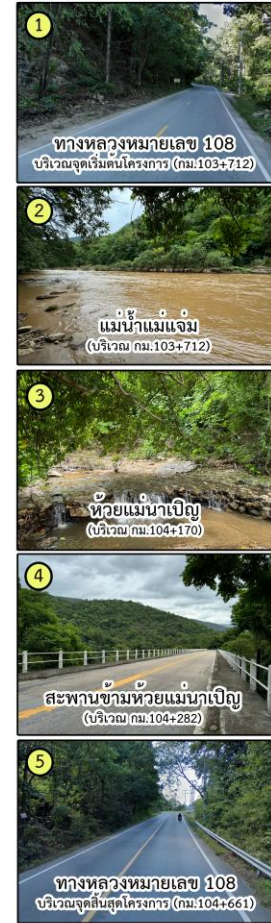 1
ทางหลวงหมายเลข 108
บริเวณจุดเริ่มต้นโครงการ (กม.103+712)
2
แม่น้ำแม่แจ่ม
(บริเวณ กม.103+712)
3
ห้วยแม่นาเปิญ
(บริเวณ กม.104+170)
4
สะพานข้ามห้วยแม่นาเปิญ
(บริเวณ กม.104+282)
5
ทางหลวงหมายเลข 108
บริเวณจุดสิ้นสุดโครงการ (กม.104+661)